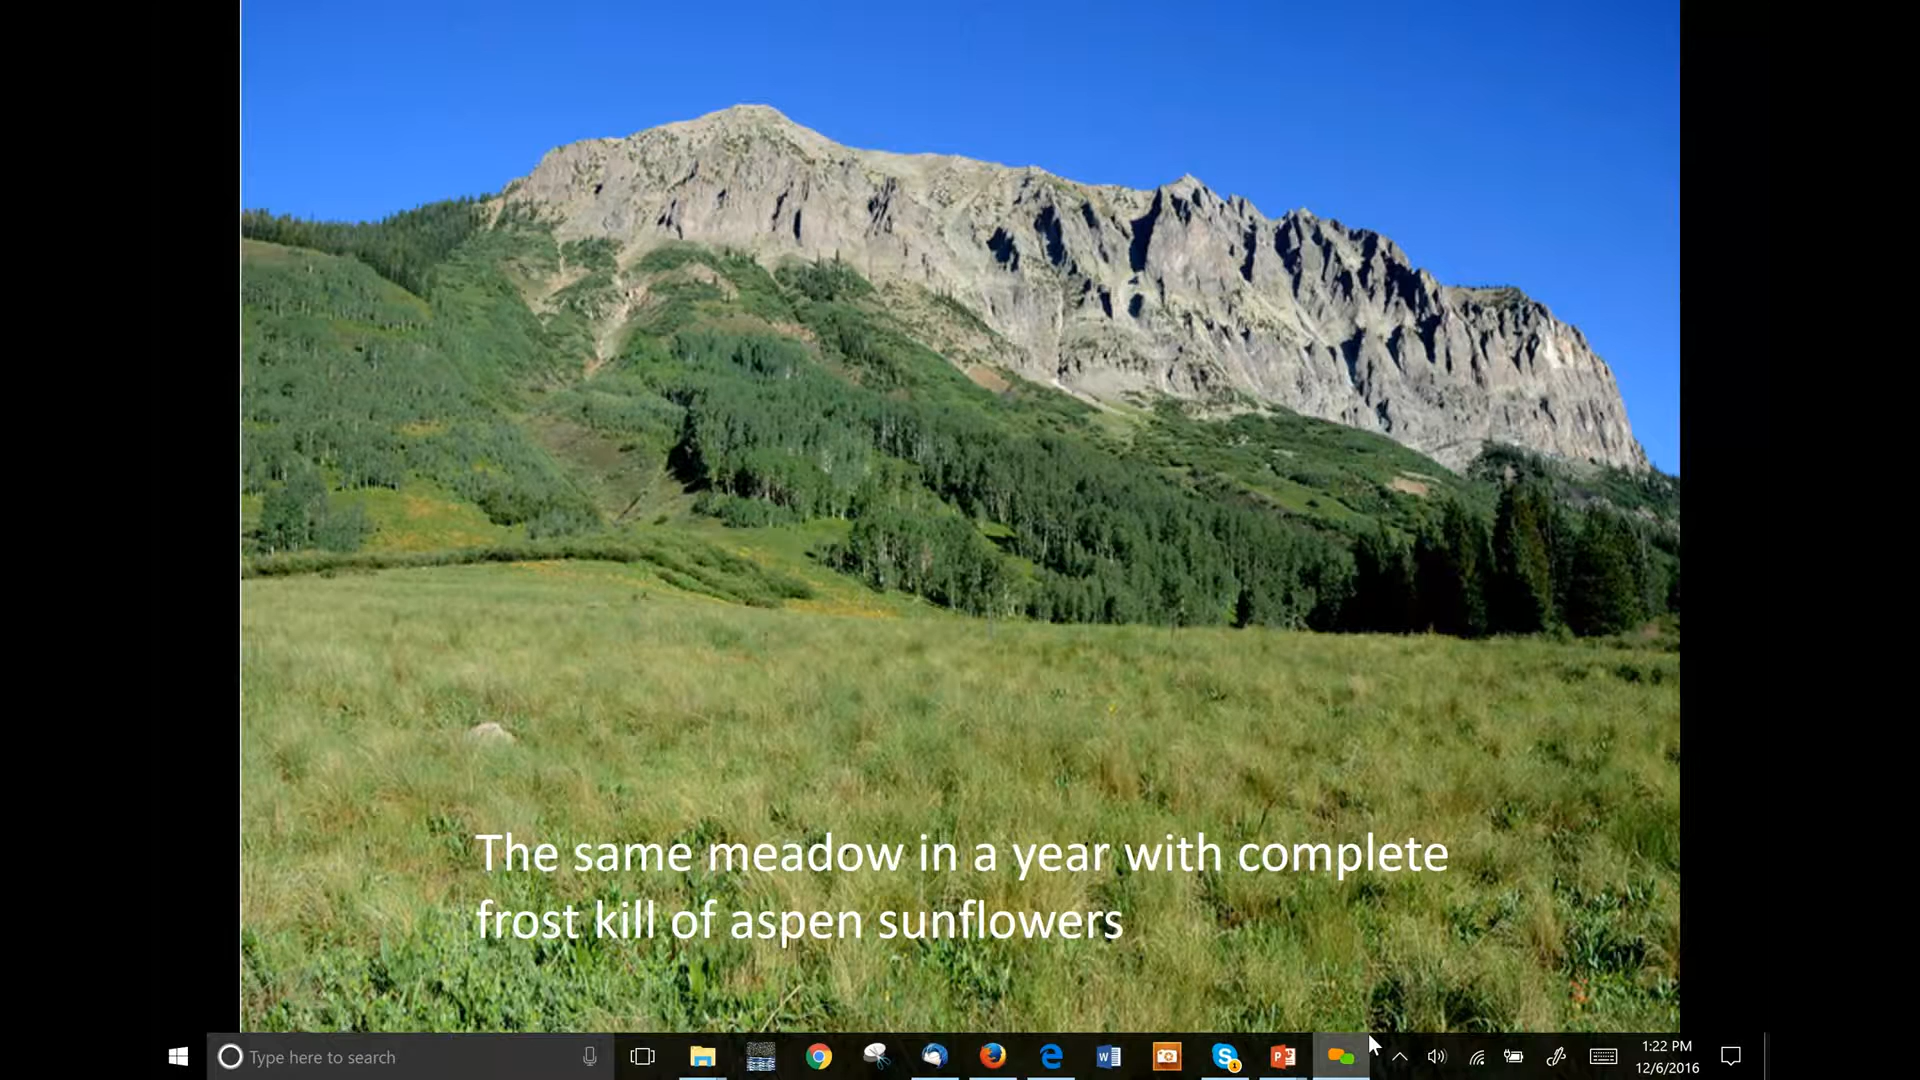 The same meadow in a year with complete
frost kill of aspen sunflowers
Type here to search
1:22 PM
12/6/2016